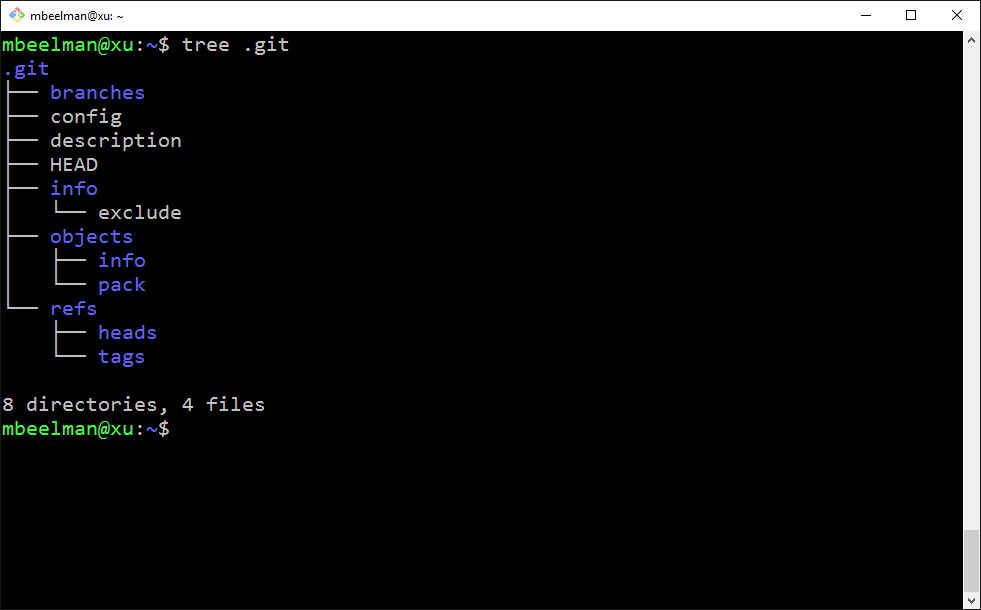 mbeelman@xu: ~
mbeelman@xu:~$ tree .git
.git
├── branches
├── config
├── description
├── HEAD
├── info
│   └── exclude
├── objects
│   ├── info
│   └── pack
└── refs
    ├── heads
    └── tags

8 directories, 4 files
mbeelman@xu:~$